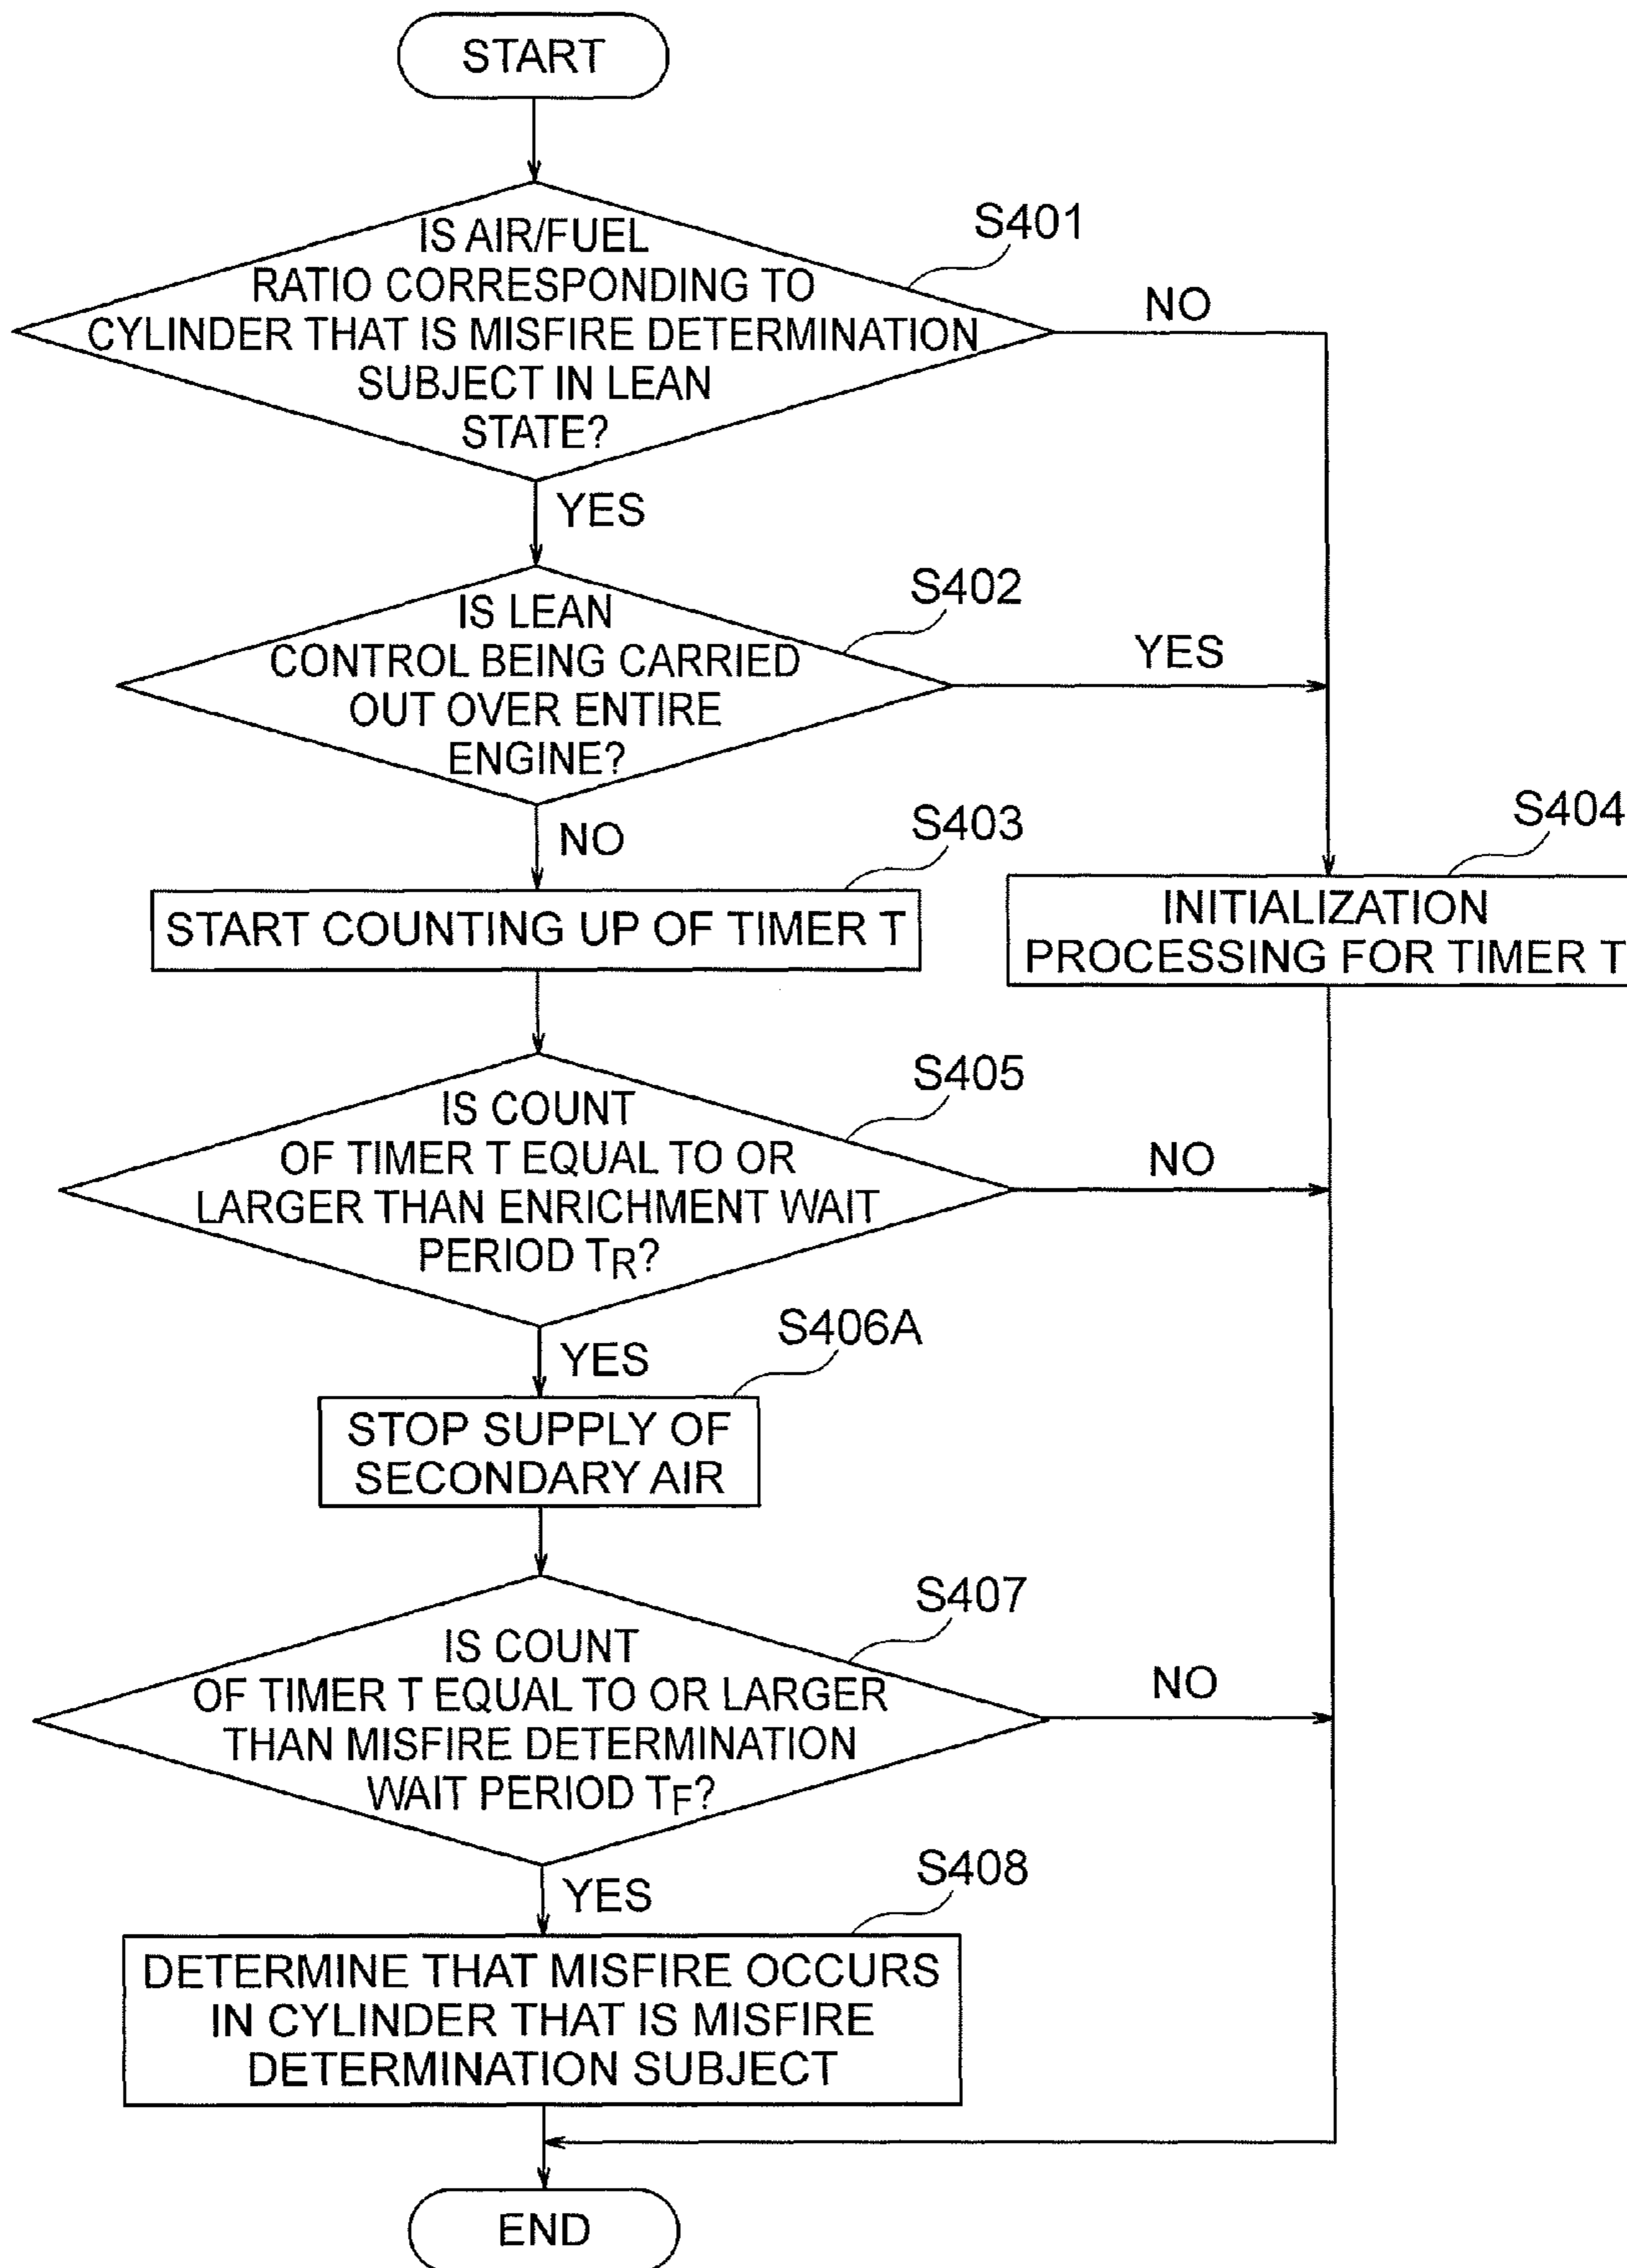 START
IS AIR/FUEL
RATIO CORRESPONDING TO
CYLINDER THAT IS MISFIRE DETERMINATION
SUBJECT IN LEAN
STATE?
S401
NO
YES
IS LEAN
CONTROL BEING CARRIED
OUT OVER ENTIRE
ENGINE?
S402
YES
NO
S403
START COUNTING UP OF TIMER T
S404
INITIALIZATION
PROCESSING FOR TIMER T
IS COUNT
OF TIMER T EQUAL TO OR
LARGER THAN ENRICHMENT WAIT
PERIOD TR?
S405
NO
YES
S406A
STOP SUPPLY OF
SECONDARY AIR
IS COUNT
OF TIMER T EQUAL TO OR LARGER
THAN MISFIRE DETERMINATION
WAIT PERIOD TF?
S407
NO
YES
S408
DETERMINE THAT MISFIRE OCCURS
IN CYLINDER THAT IS MISFIRE
DETERMINATION SUBJECT
END